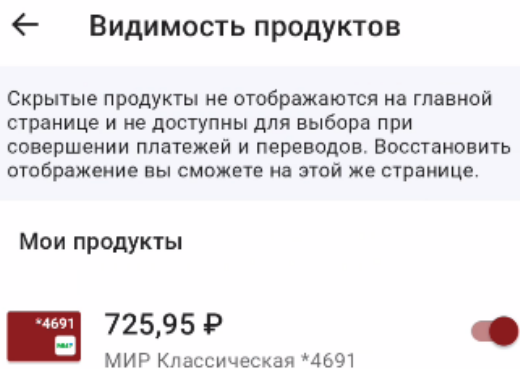 Видимость продуктов
Скрытые продукты не отображаются на главной
странице и не доступны для выбора при
совершении платежей и переводов. Восстановить
отображение вы сможете на этой же странице.
Мои продукты
*4691
725,95 ₽
МИР Классическая *4691